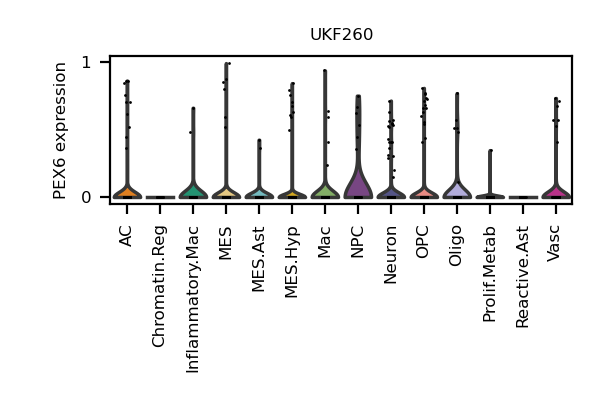 UKF260
PEX6 expression
1
0
AC
Chromatin.Reg
Inflammatory.Mac
MES
MES.Ast
MES.Hyp
Mac
NPC
Neuron
OPC
Oligo
Prolif.Metab
Reactive.Ast
Vasc